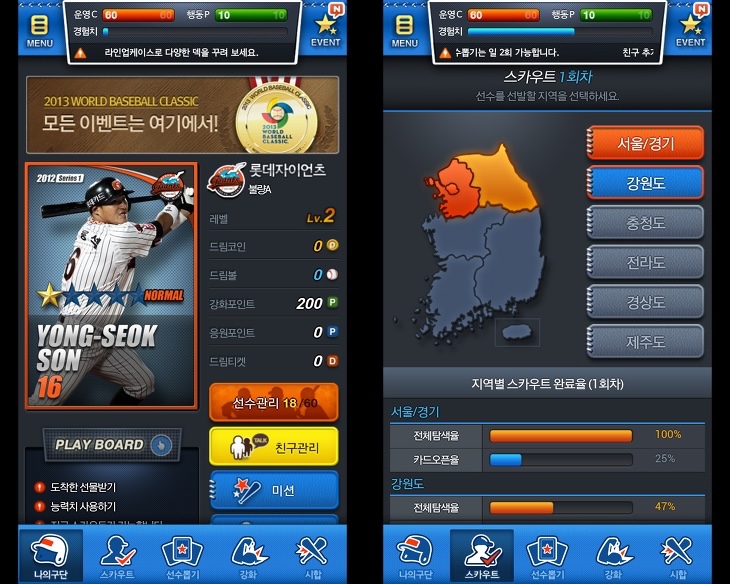 운영C 60 60 행동P 10 10
경험치
MENU
라인업케이스로 다양한 덱을 꾸려 보세요.
N
EVENT
2013 WORLD BASEBALL CLASSIC
모든 이벤트는 여기에서!
2013 WORLD BASEBALL CLASSIC
2012 Series 1
6
NORMAL
YONG-SEOK
SON
16
롯데자이언츠
불량A
레벨 Lv.2
드림코인 0 D
드림볼 0
강화포인트 200 P
응원포인트 0 P
드림티켓 0 D
선수관리 18/60
TALK 친구관리
미션
PLAY BOARD
도착한 선물받기
능력치 사용하기
나의구단
스카우트
선수뽑기
강화
시합
운영C 60 60 행동P 10 10
경험치
MENU
뽑기는 일 2회 가능합니다. 친구 추
N
EVENT
스카우트 1회차
선수를 선발할 지역을 선택하세요.
서울/경기
강원도
충청도
전라도
경상도
제주도
지역별 스카우트 완료율 (1회차)
서울/경기
전체탐색율 100%
카드오픈율 25%
강원도
전체탐색율 47%
나의구단
스카우트
선수뽑기
강화
시합